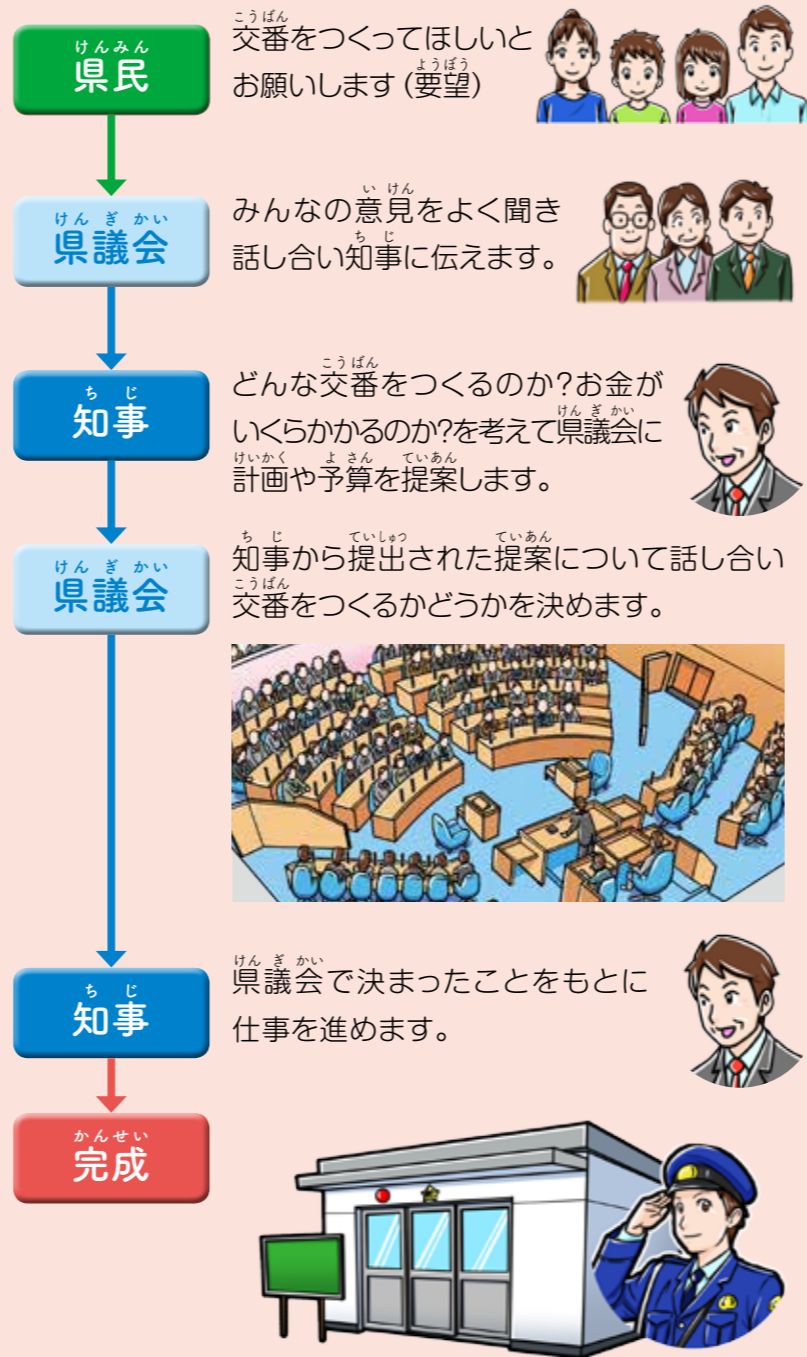 県民
交番をつくってほしいと
お願いします(要望)
県議会
みんなの意見をよく聞き
話し合い知事に伝えます。
知事
どんな交番をつくるのか?お金が
いくらかかるのか?を考えて県議会に
計画や予算を提案します。
県議会
知事から提出された提案について話し合い
交番をつくるかどうかを決めます。
知事
県議会で決まったことをもとに
仕事を進めます。
完成